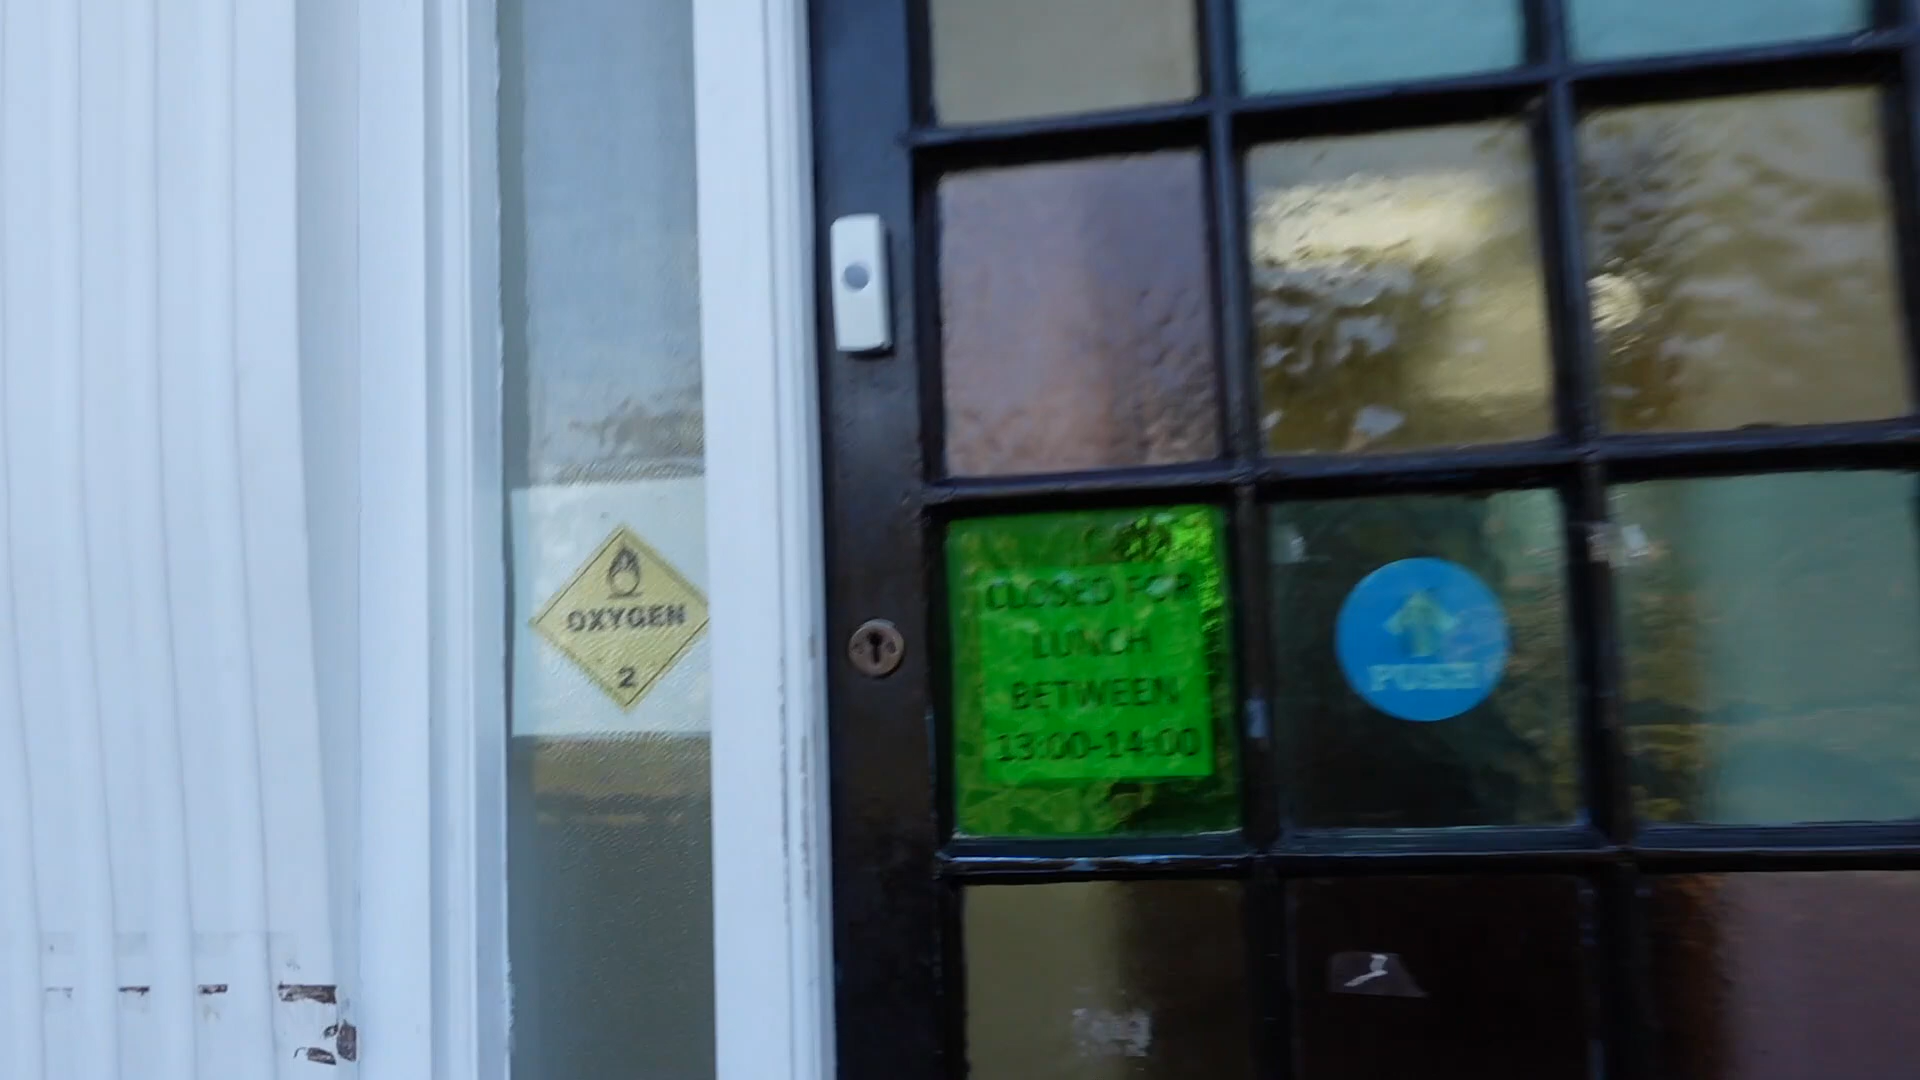 OXYGEN
2
CLOSED FOR
LUNCH
BETWEEN
13:00-14:00
PUSH